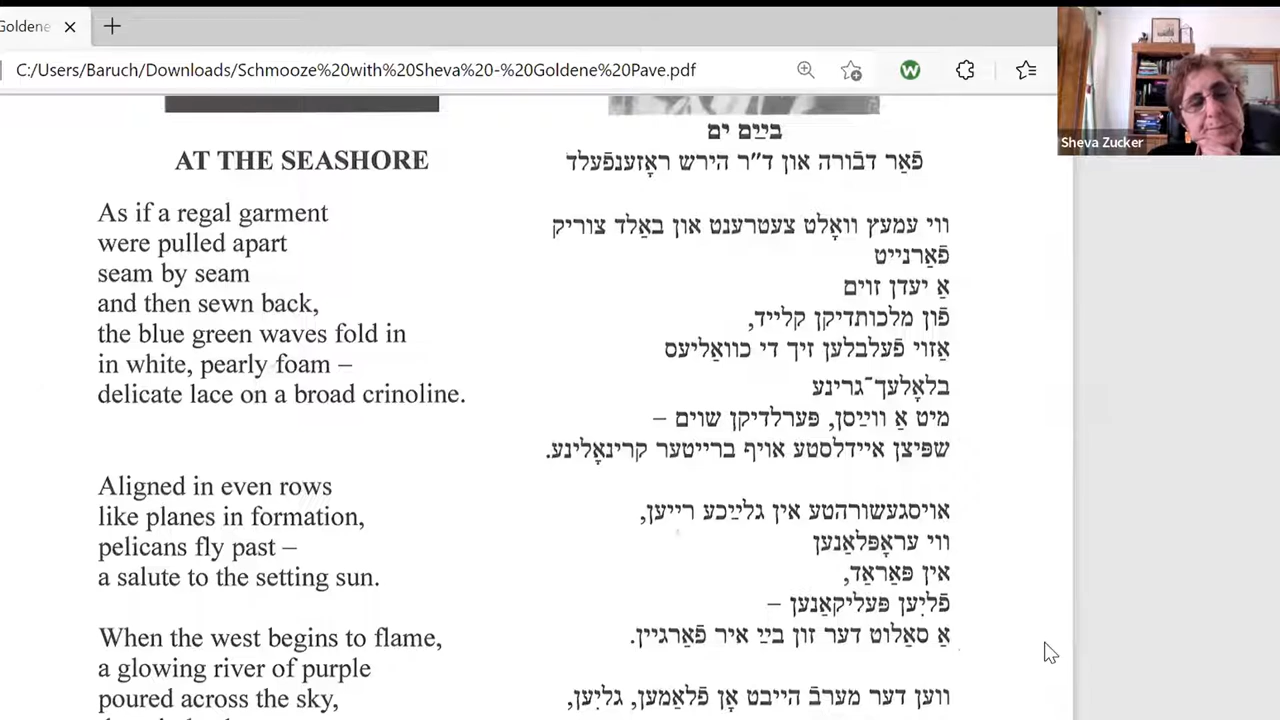 Goldene
C:/Users/Baruch/Downloads/Schmooze%20with%20Shava%20-%20Goldene%20Pave.pdf
Sheva Zucker
AT THE SEASHORE
As if a regal garment
were pulled apart
seam by seam
and then sewn back,
the blue green waves fold in
in white, pearly foam –
delicate lace on a broad crinoline.
Aligned in even rows
like planes in formation,
pelicans fly past –
a salute to the setting sun.
When the west begins to flame,
a glowing river of purple
poured across the sky,
בײַם ים
פֿאַר דבֿורה און ד״ר הירש ראָזענפֿעלד
ווי עמעץ וואָלט צעטרענט און באַלד צוריק
פֿאַרנייט
אַ יעדן זוים
פֿון מלכותדיקן קלייד,
אַזוי פֿעלבלען זיך די כוואַליעס
בלאָלעך־גרינע
מיט אַ ווײַסן, פּערלדיקן שוים –
שפּיצן איידלסטע אויף ברייטער קרינאָלינע.
אויסגעשורהטע אין גלײַכע רייען,
ווי עראָפּלאַנען
אין פּאַראַד,
פֿליִען פּעליקאַנען –
אַ סאַלוט דער זון בײַ איר פֿאַרגיין.
ווען דער מערבֿ הייבט אָן פֿלאַמען, גליִען,